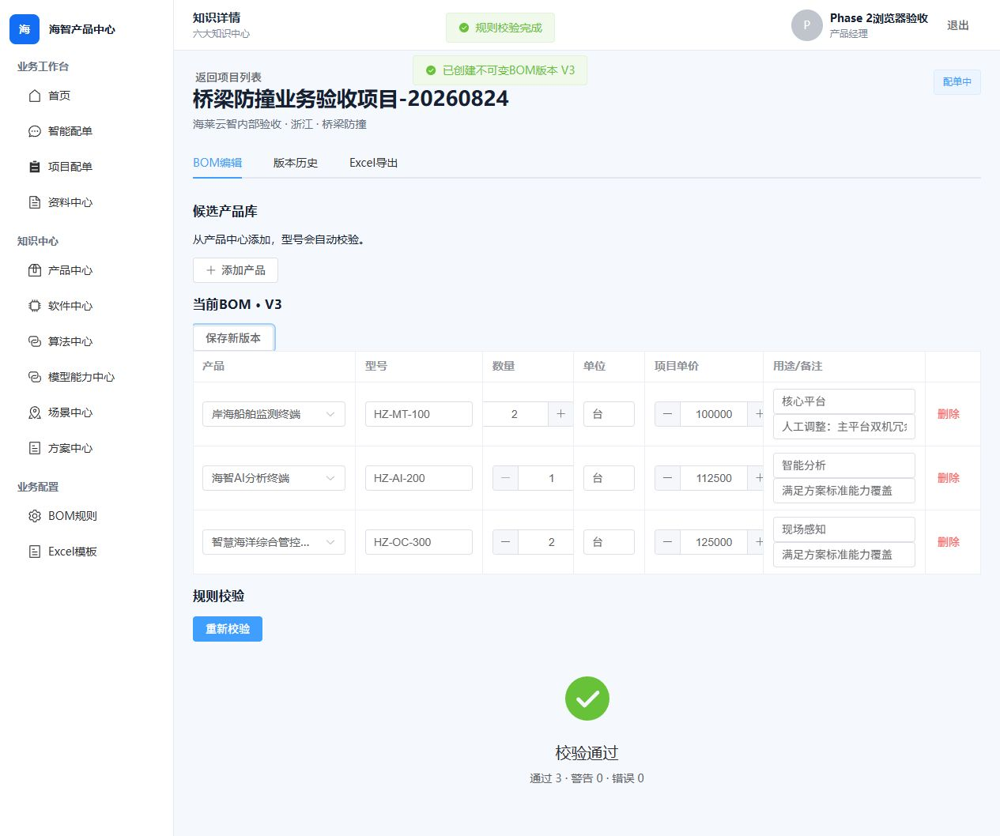 海
海智产品中心
业务工作台
首页
智能配单
项目配单
资料中心
知识中心
产品中心
软件中心
算法中心
模型能力中心
场景中心
方案中心
业务配置
BOM规则
Excel模板
知识详情
六大知识中心
规则校验完成
P
Phase 2浏览器验收
产品经理
退出
已创建不可变BOM版本 V3
返回项目列表
桥梁防撞业务验收项目-20260824
海莱云智内部验收 · 浙江 · 桥梁防撞
配单中
BOM编辑 版本历史 Excel导出
候选产品库
从产品中心添加，型号会自动校验。
添加产品
当前BOM • V3
保存新版本
产品 型号 数量 单位 项目单价 用途/备注
岸海船舶监测终端 HZ-MT-100 2 台 100000 核心平台
人工调整：主平台双机冗 删除
海智AI分析终端 HZ-AI-200 1 台 112500 智能分析
满足方案标准能力覆盖 删除
智慧海洋综合管控... HZ-OC-300 2 台 125000 现场感知
满足方案标准能力覆盖 删除
规则校验
重新校验
校验通过
通过 3 · 警告 0 · 错误 0